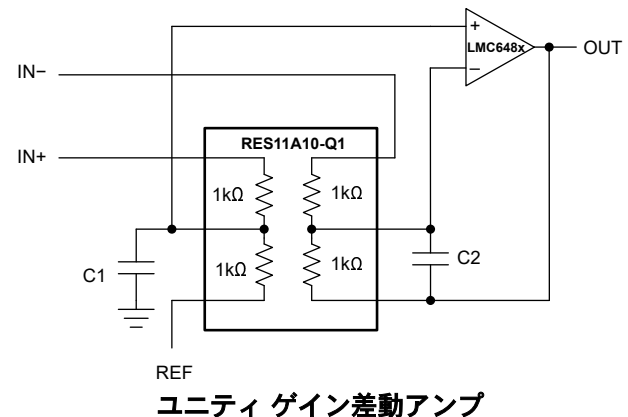 LMC648x
+
−
OUT
IN−
IN+
RES11A10-Q1
1kΩ
1kΩ
1kΩ
1kΩ
C1
C2
REF
ユニティ ゲイン差動アンプ